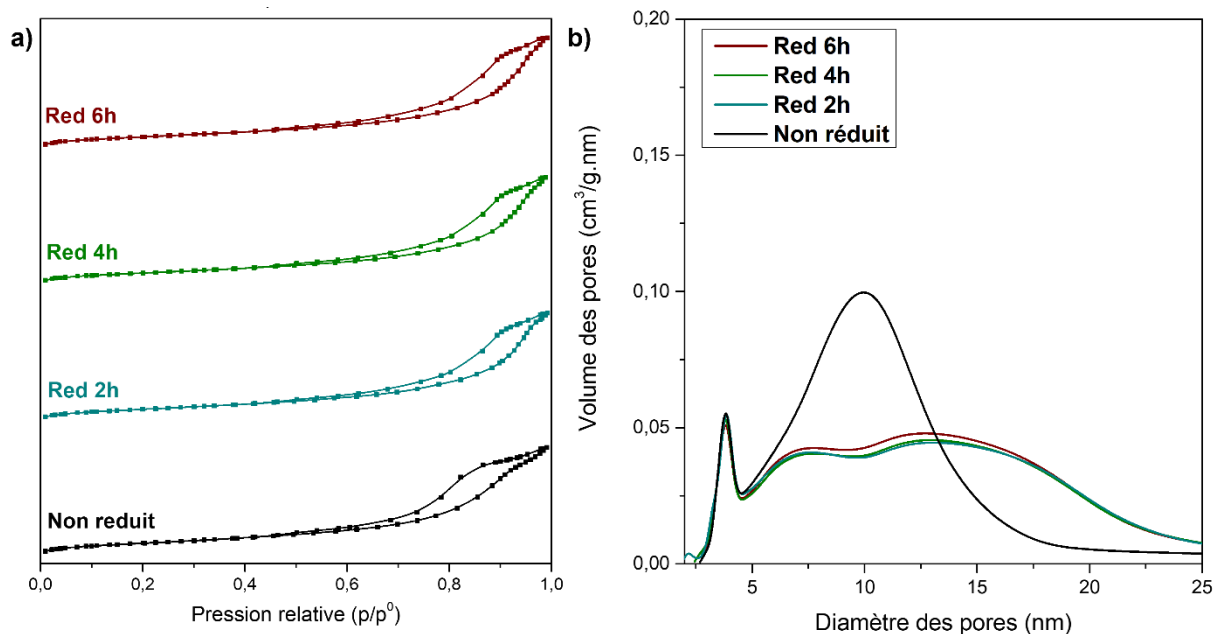 a)
Red 6h
Red 4h
Red 2h
Non reduit
0,0 0,2 0,4 0,6 0,8 1,0
Pression relative (p/p⁰)
b)
Red 6h
Red 4h
Red 2h
Non réduit
0,20
0,15
0,10
0,05
0,00
Volume des pores (cm³/g.nm)
5 10 15 20 25
Diamètre des pores (nm)